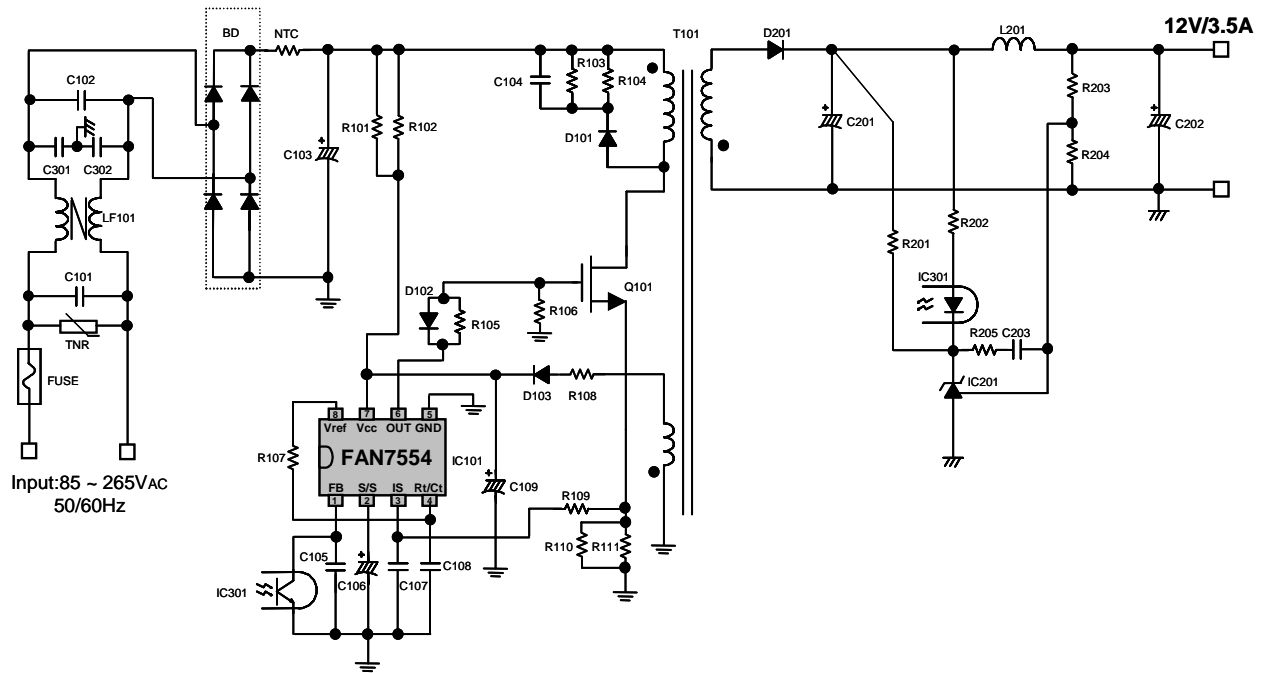 12V/3.5A
BD
NTC
T101
D201
L201
C102
C104
R103
R104
R203
R101
R102
D101
C201
C202
C103
R204
C301
C302
LF101
R202
R201
C101
IC301
D102
Q101
R106
R105
R205
C203
TNR
FUSE
D103
R108
IC201
8
7
6
5
Vref
Vcc
OUT
GND
R107
FAN7554
IC101
Input:85 ~ 265VAC
50/60Hz
FB
S/S
IS
Rt/Ct
C109
1
2
3
4
R109
R110
R111
C105
C106
C107
C108
IC301